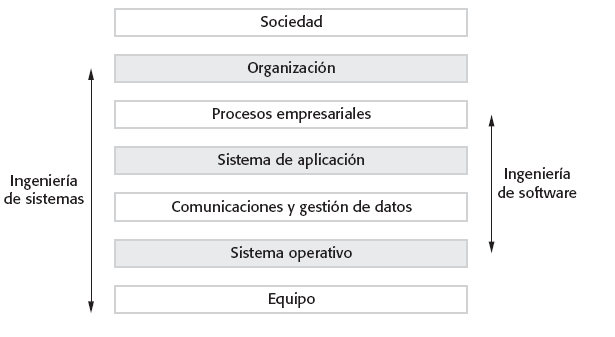 Sociedad
Organización
Procesos empresariales
Sistema de aplicación
Comunicaciones y gestión de datos
Sistema operativo
Equipo
Ingeniería
de sistemas
Ingeniería
de software